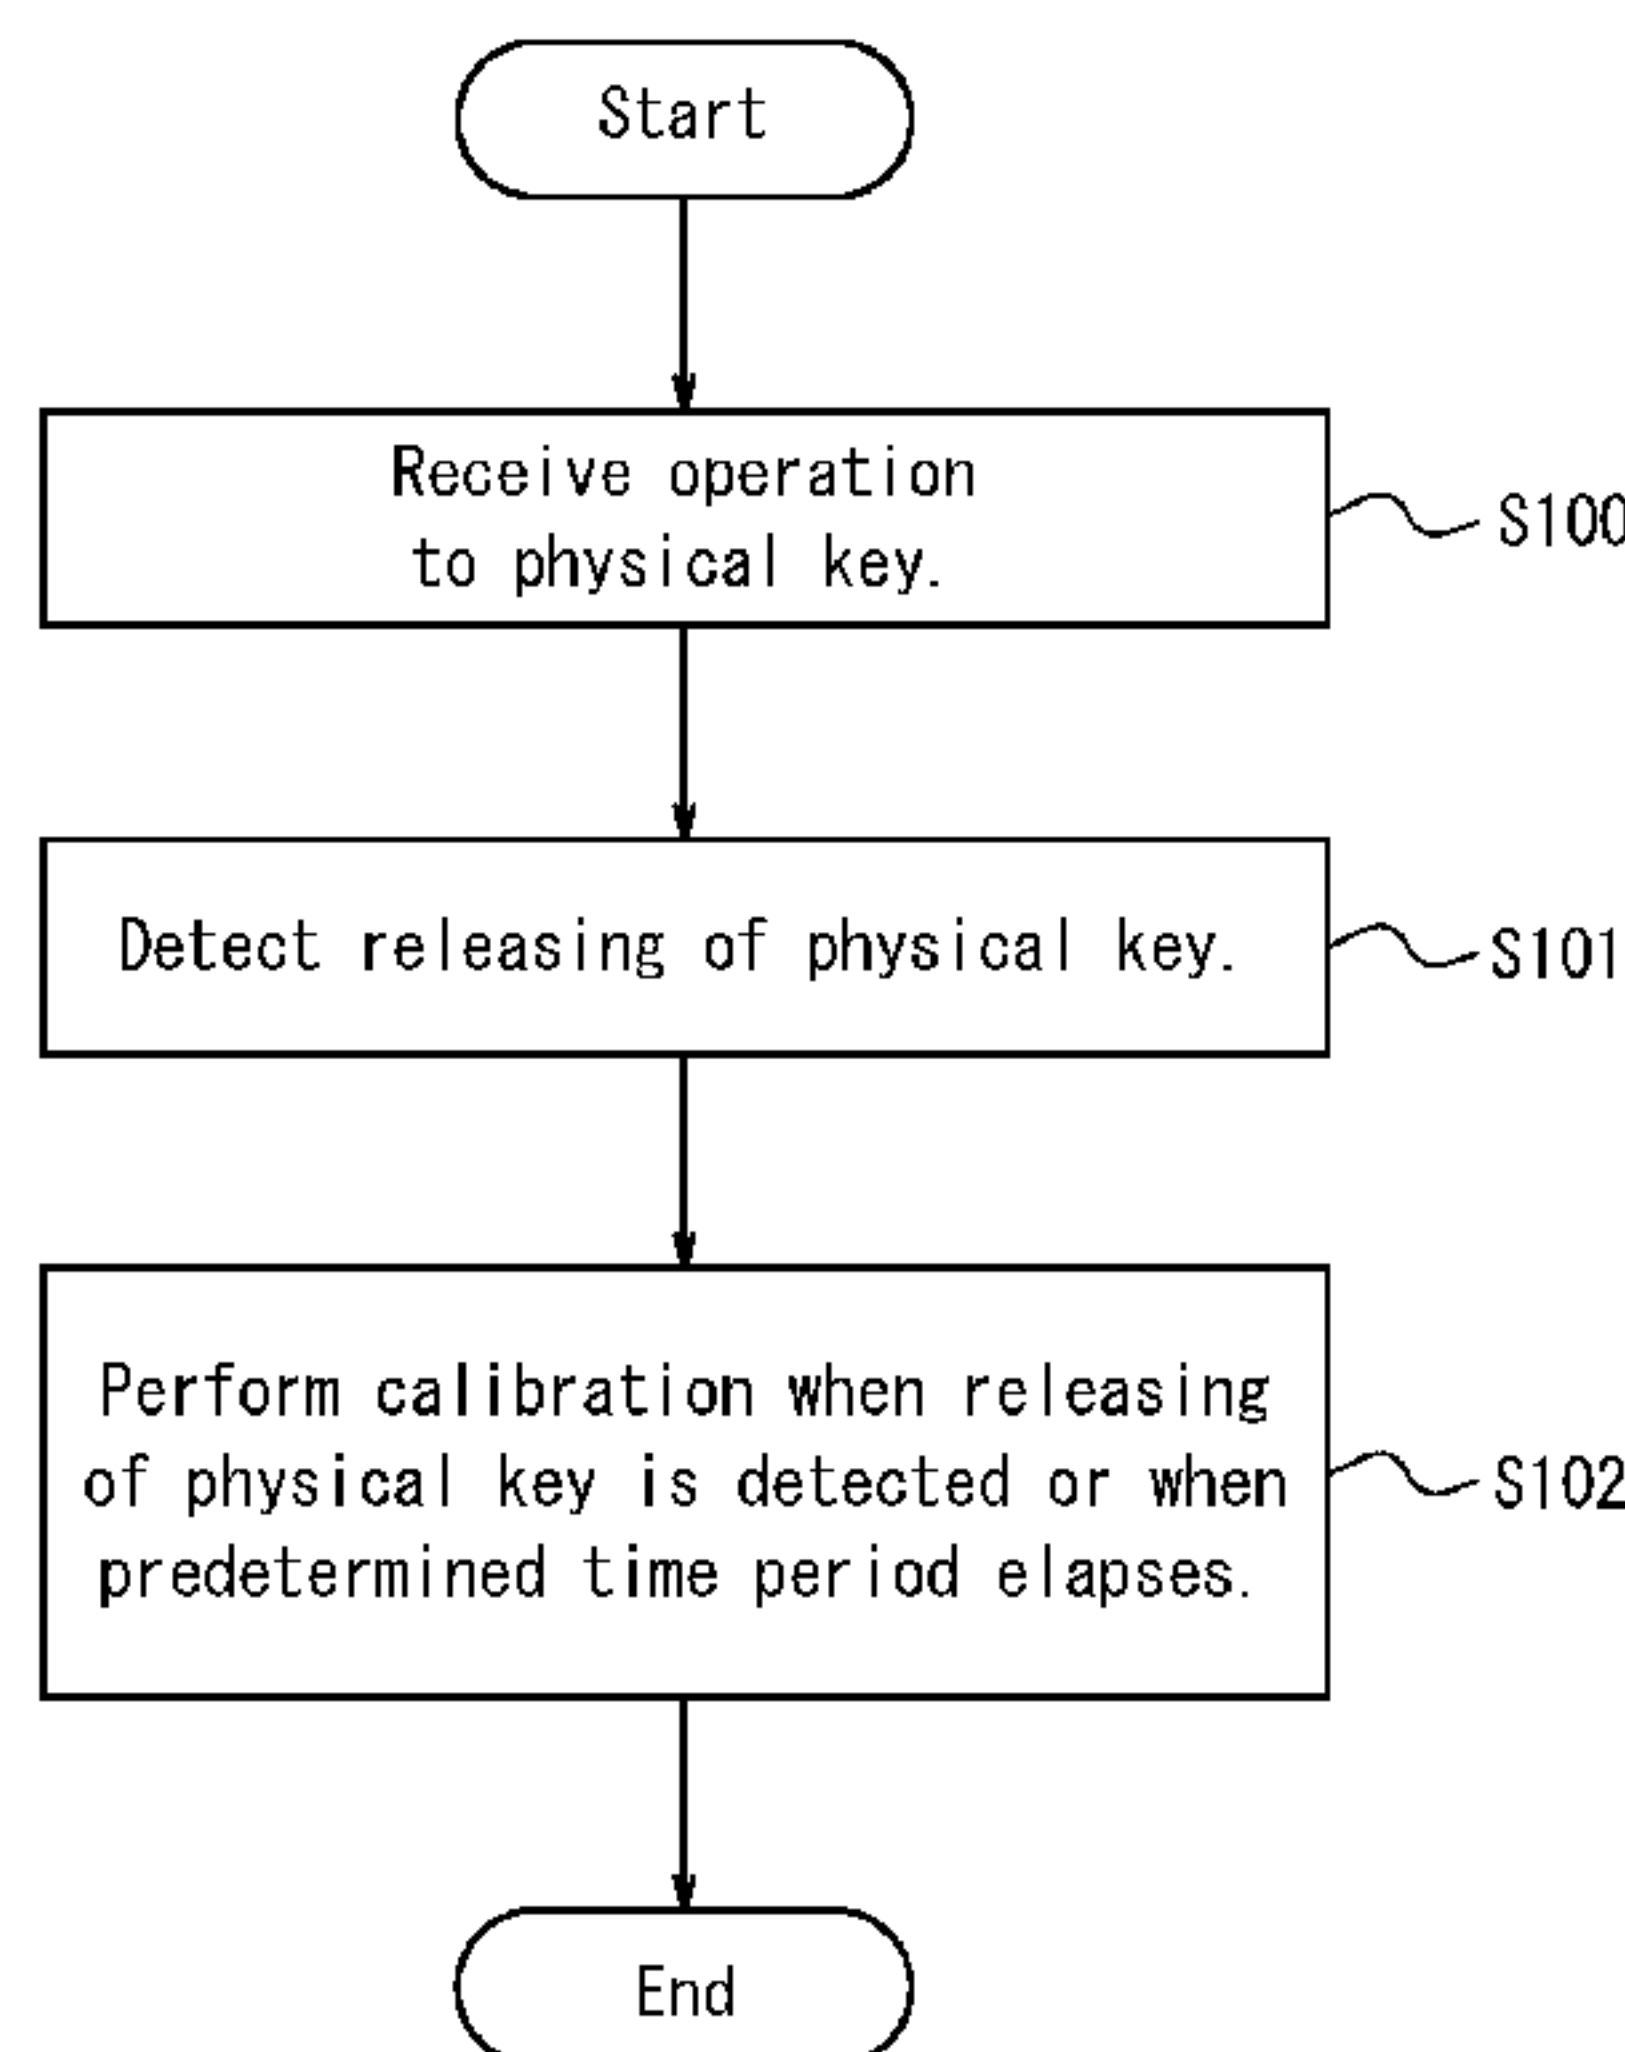 Start
Receive operation
to physical key.
S100
Detect releasing of physical key.
S101
Perform calibration when releasing
of physical key is detected or when
predetermined time period elapses.
S102
End